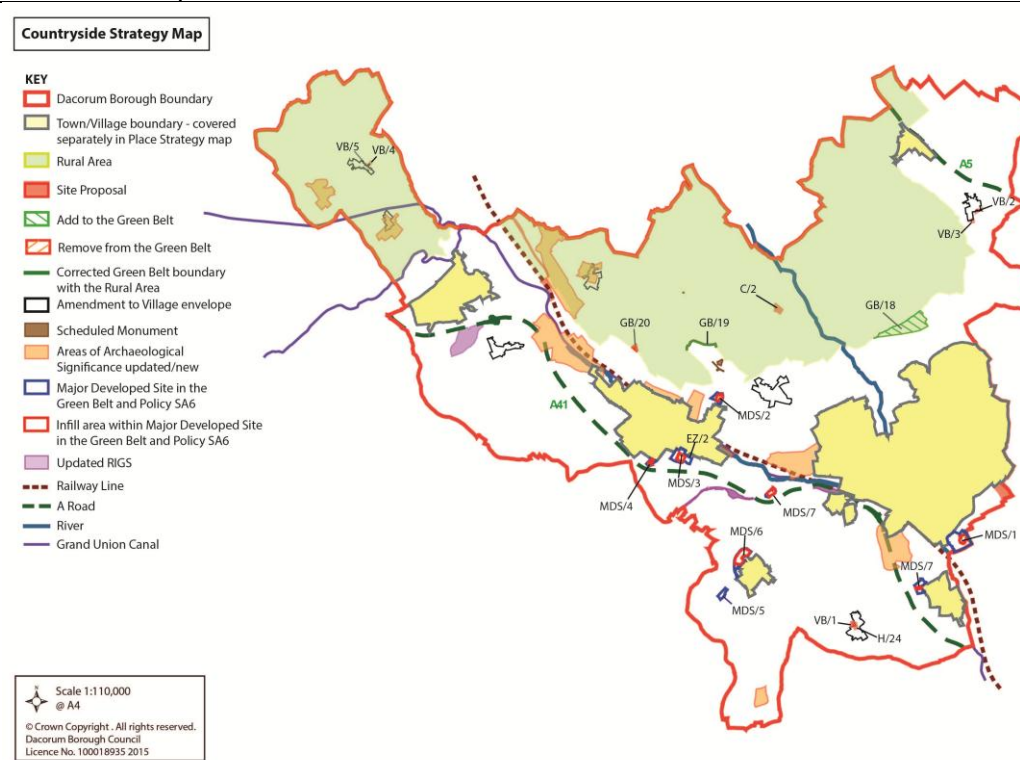 Countryside Strategy Map
KEY
Dacorum Borough Boundary
Town/Village boundary - covered
separately in Place Strategy map
Rural Area
Site Proposal
Add to the Green Belt
Remove from the Green Belt
Corrected Green Belt boundary
with the Rural Area
Amendment to Village envelope
Scheduled Monument
Areas of Archaeological
Significance updated/new
Major Developed Site in the
Green Belt and Policy SA6
Infill area within Major Developed Site
in the Green Belt and Policy SA6
Updated RIGS
Railway Line
A Road
River
Grand Union Canal
VB/5
VB/4
A5
VB/2
VB/3
C/2
GB/18
GB/20
GB/19
A41
MDS/2
EZ/2
MDS/3
MDS/4
MDS/7
MDS/1
MDS/6
MDS/7
MDS/5
VB/1
H/24
N
Scale 1:110,000
@ A4
© Crown Copyright . All rights reserved.
Dacorum Borough Council
Licence No. 100018935 2015